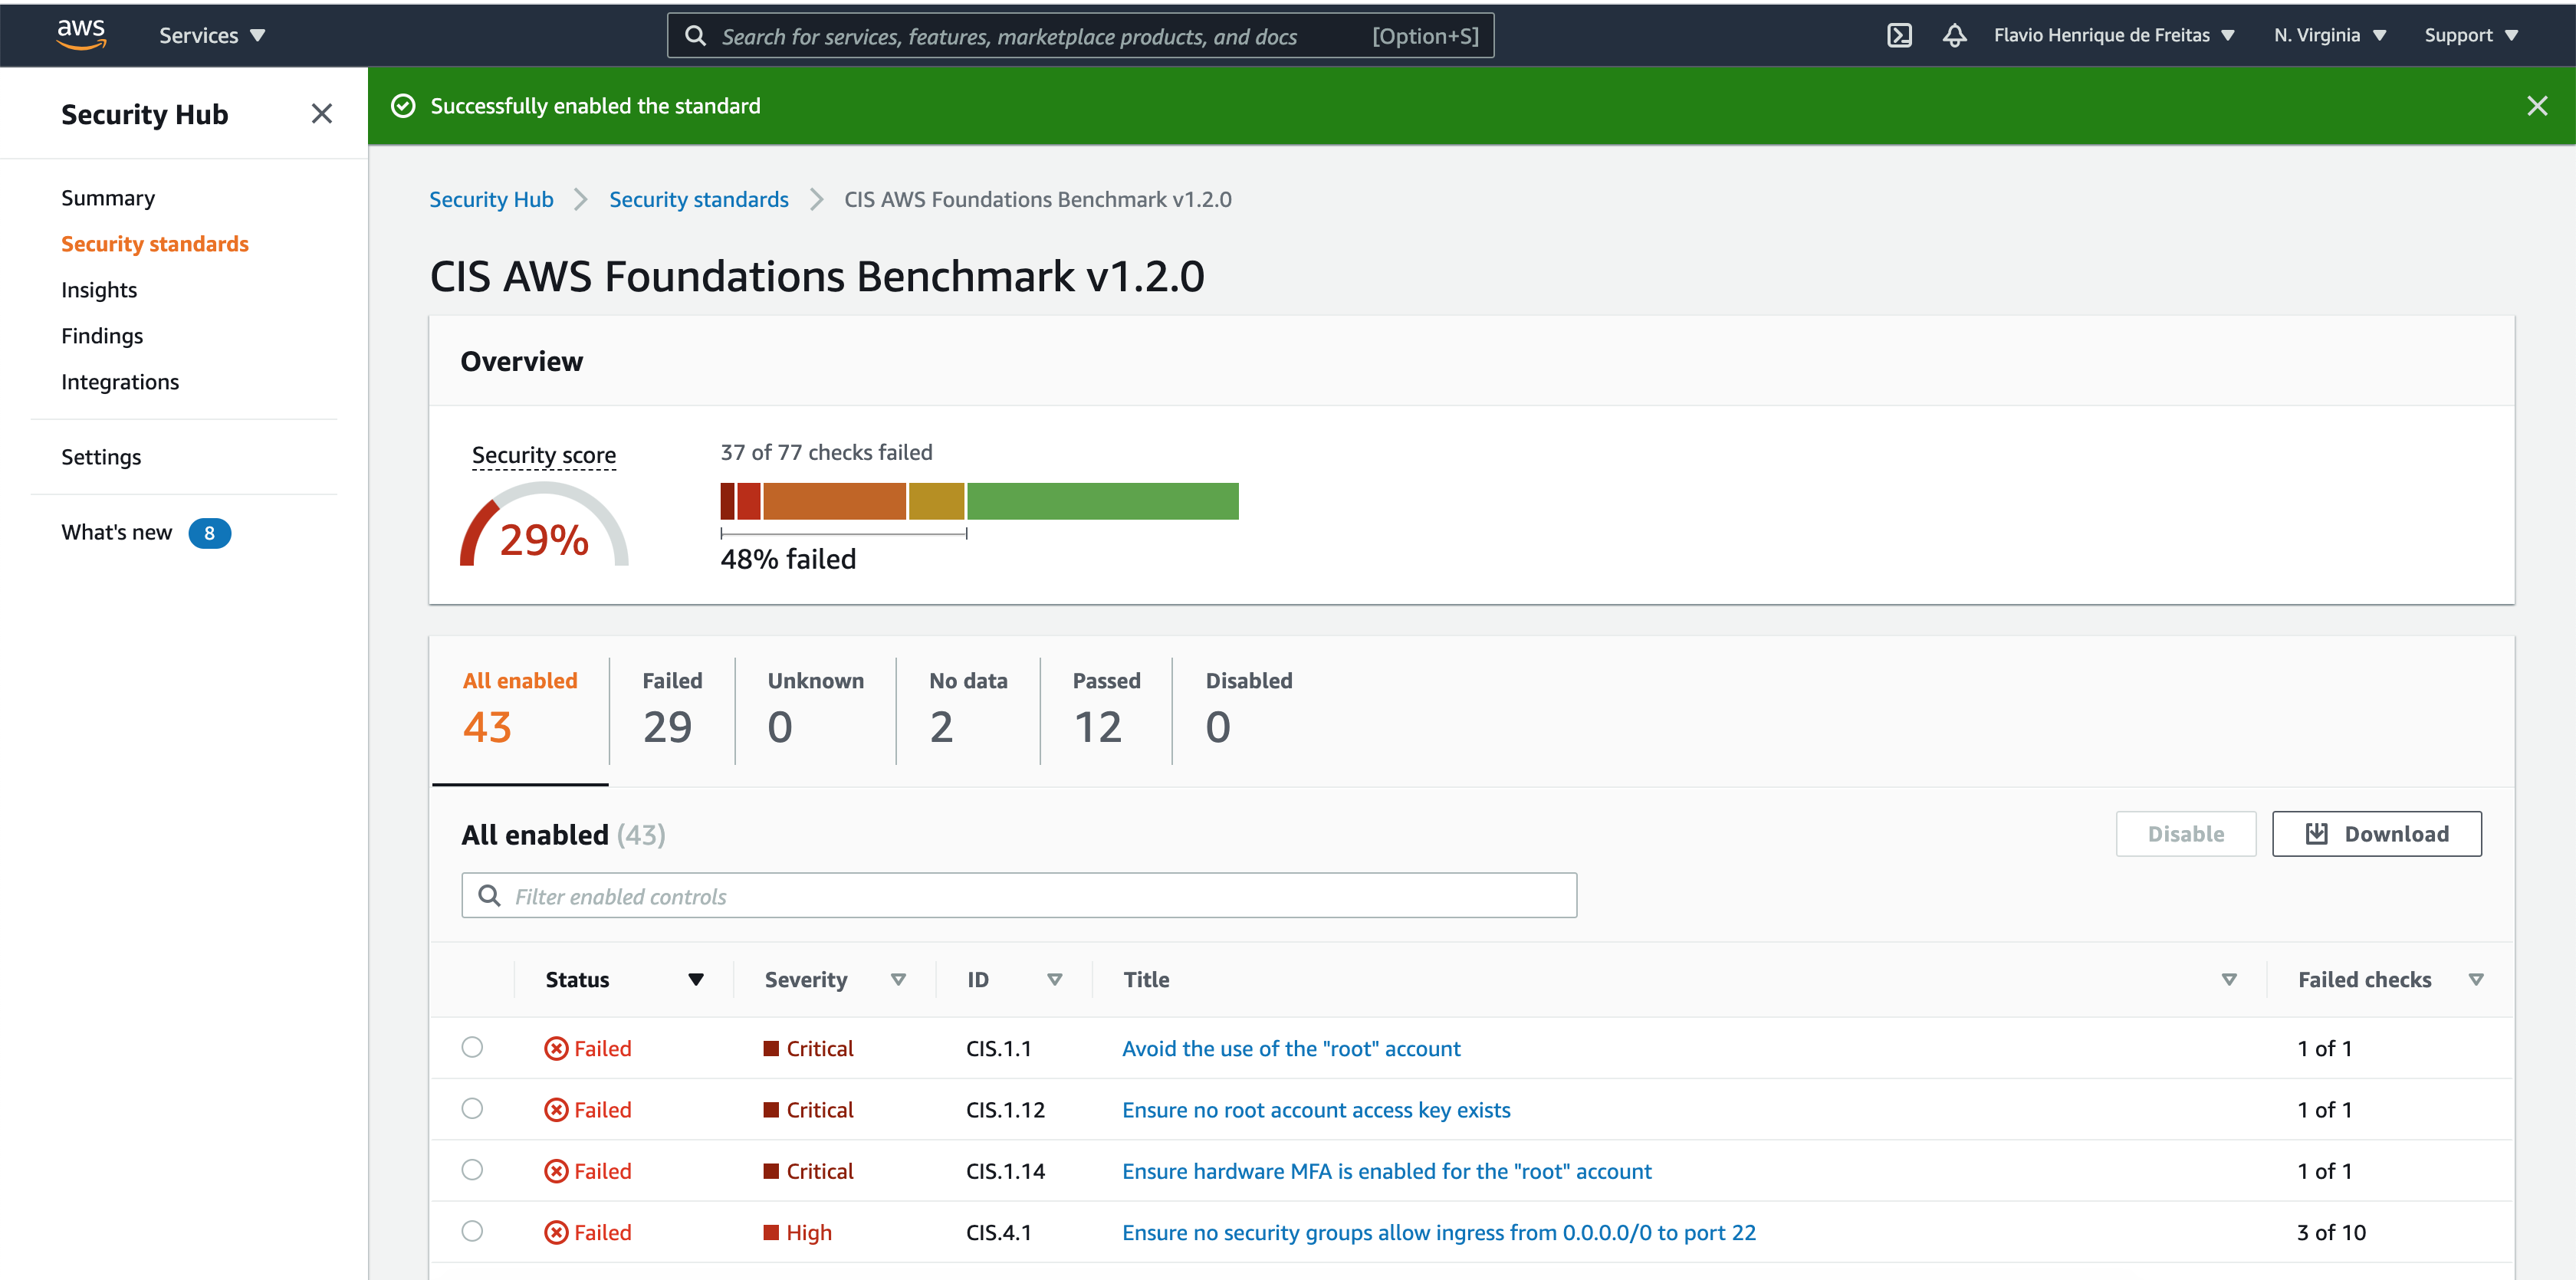 aws Services Search for services, features, marketplace products, and docs [Option+S] Flavio Henrique de Freitas N. Virginia Support
Security Hub
Successfully enabled the standard
Summary
Security standards
Insights
Findings
Integrations
Settings
What's new 8
Security Hub Security standards CIS AWS Foundations Benchmark v1.2.0
CIS AWS Foundations Benchmark v1.2.0
Overview
Security score
29%
37 of 77 checks failed
48% failed
All enabled Failed Unknown No data Passed Disabled
43 29 0 2 12 0
All enabled (43) Disable Download
Filter enabled controls
Status Severity ID Title Failed checks
Failed Critical CIS.1.1 Avoid the use of the "root" account 1 of 1
Failed Critical CIS.1.12 Ensure no root account access key exists 1 of 1
Failed Critical CIS.1.14 Ensure hardware MFA is enabled for the "root" account 1 of 1
Failed High CIS.4.1 Ensure no security groups allow ingress from 0.0.0.0/0 to port 22 3 of 10